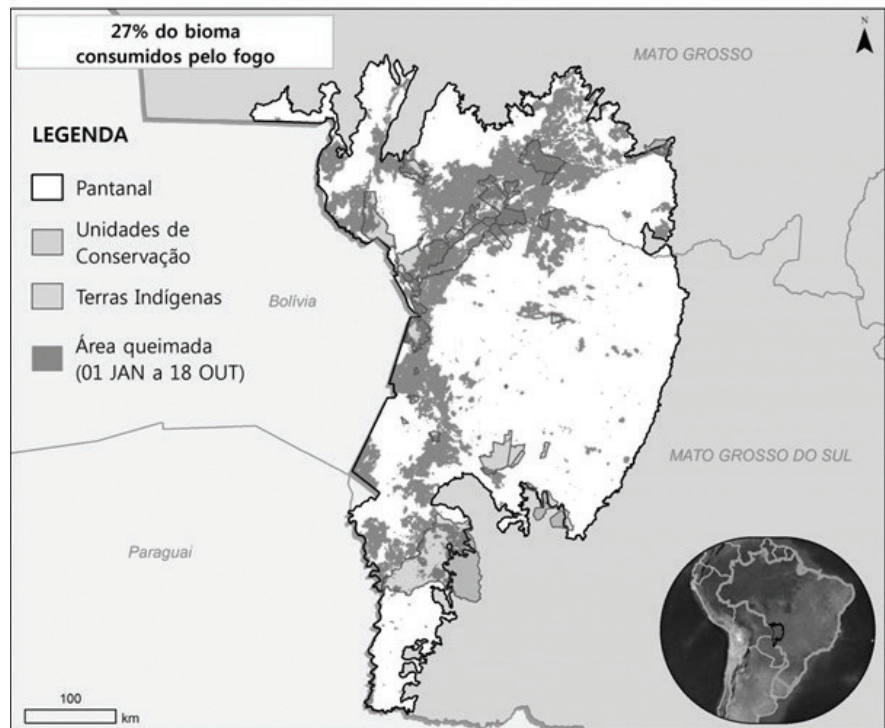 27% do bioma
consumidos pelo fogo
N
MATO GROSSO
LEGENDA
Pantanal
Unidades de
Conservação
Terras Indígenas
Área queimada
(01 JAN a 18 OUT)
Bolívia
MATO GROSSO DO SUL
Paraguai
100
km